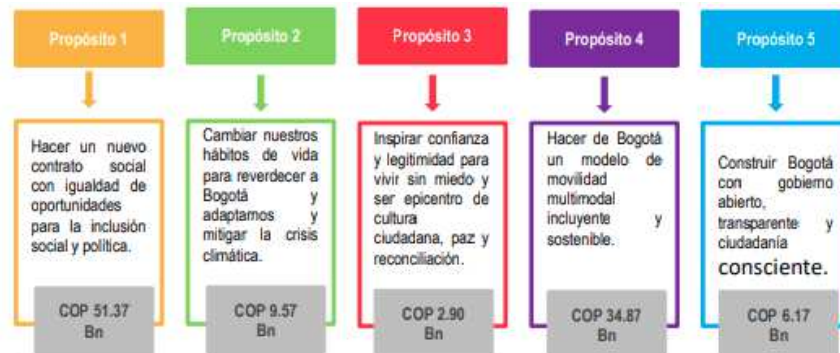 Propósito 1
Hacer un nuevo
contrato social
con igualdad de
oportunidades
para la inclusión
social y política.
COP 51.37
Bn
Propósito 2
Cambiar nuestros
hábitos de vida
para reverdecer a
Bogotá y
adaptarnos y
mitigar la crisis
climática.
COP 9.57
Bn
Propósito 3
Inspirar confianza
y legitimidad para
vivir sin miedo y
ser epicentro de
cultura
ciudadana, paz y
reconciliación.
COP 2.90
Bn
Propósito 4
Hacer de Bogotá
un modelo de
movilidad
multimodal
incluyente y
sostenible.
COP 34.87
Bn
Propósito 5
Construir Bogotá
con gobierno
abierto,
transparente y
ciudadanía
consciente.
COP 6.17
Bn